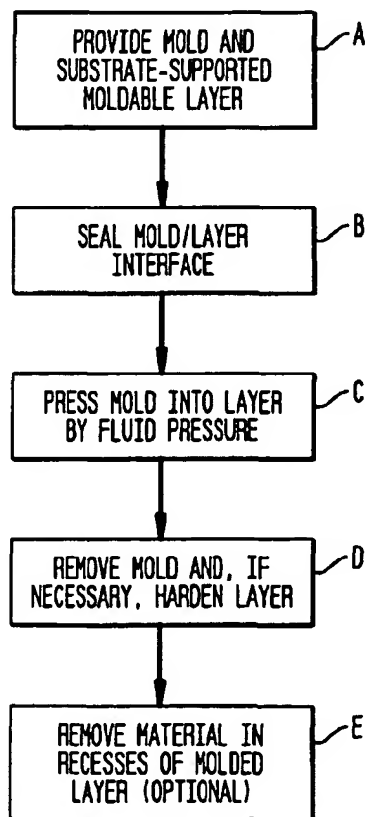 PROVIDE MOLD AND
SUBSTRATE-SUPPORTED
MOLDABLE LAYER
A
SEAL MOLD/LAYER
INTERFACE
B
PRESS MOLD INTO LAYER
BY FLUID PRESSURE
C
REMOVE MOLD AND, IF
NECESSARY, HARDEN LAYER
D
REMOVE MATERIAL IN
RECESSES OF MOLDED
LAYER (OPTIONAL)
E